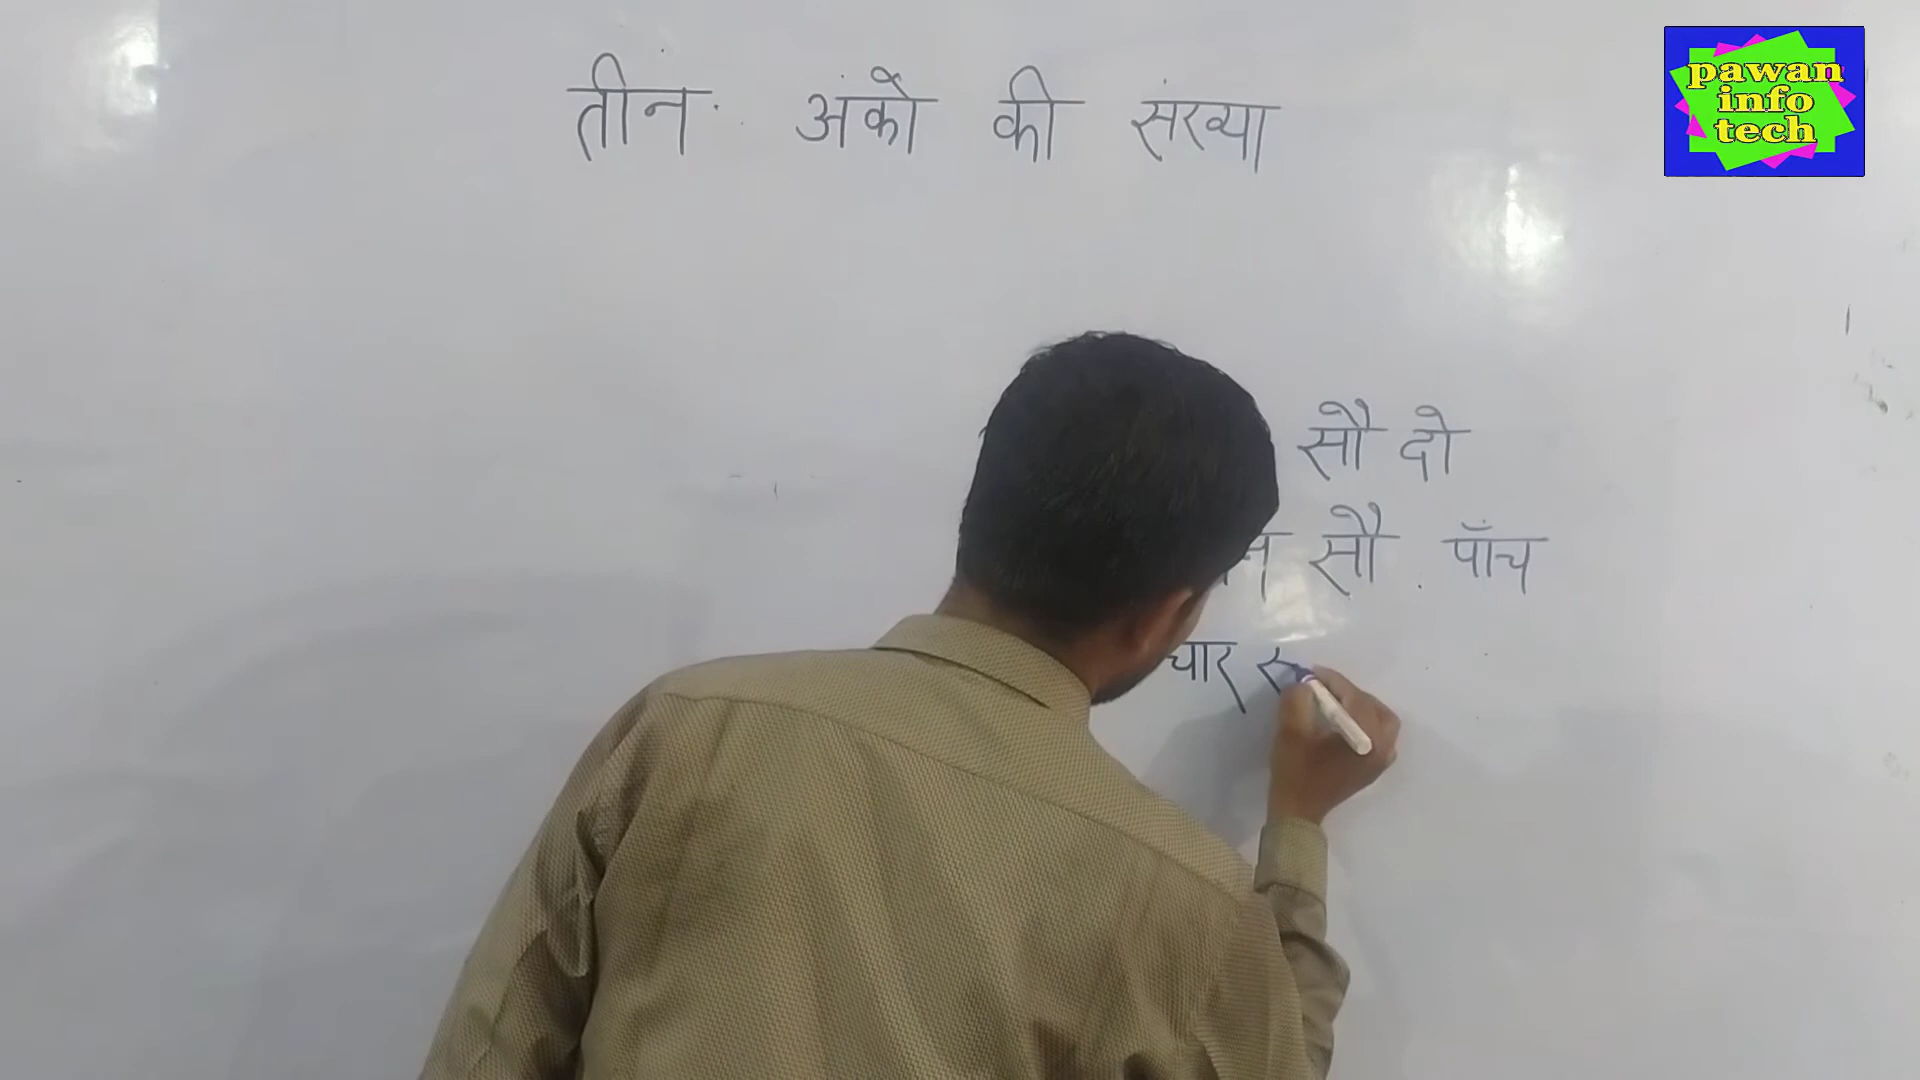 तीन अंको की संख्या
pawan
info
tech
सौ दो
सौ पाँच
चार